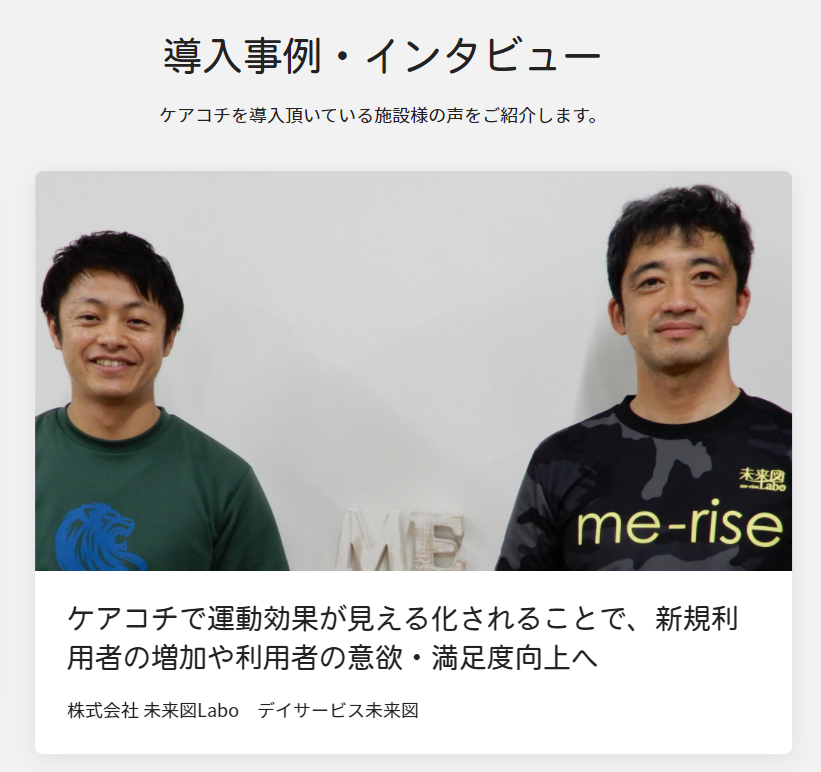 導入事例・インタビュー
ケアコチを導入頂いている施設様の声をご紹介します。
未来図
me-rise Labo
me-rise
ME
ケアコチで運動効果が見える化されることで、新規利
用者の増加や利用者の意欲・満足度向上へ
株式会社 未来図Labo　デイサービス未来図